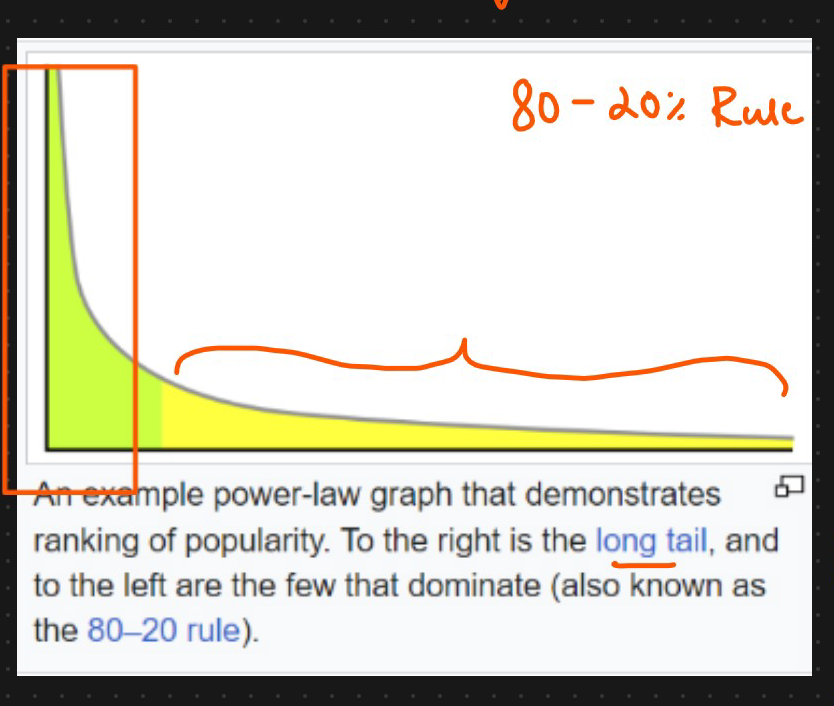 80-20% Rule
An example power-law graph that demonstrates
ranking of popularity. To the right is the long tail, and
to the left are the few that dominate (also known as
the 80–20 rule).